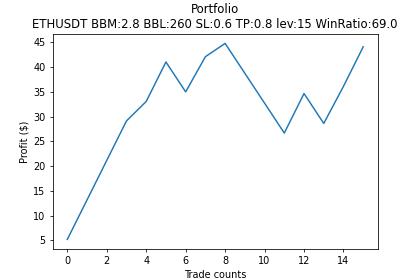 Portfolio
ETHUSDT BBM:2.8 BBL:260 SL:0.6 TP:0.8 lev:15 WinRatio:69.0
45
40
35
30
25
20
15
10
5
Profit ($)
0 2 4 6 8 10 12 14
Trade counts